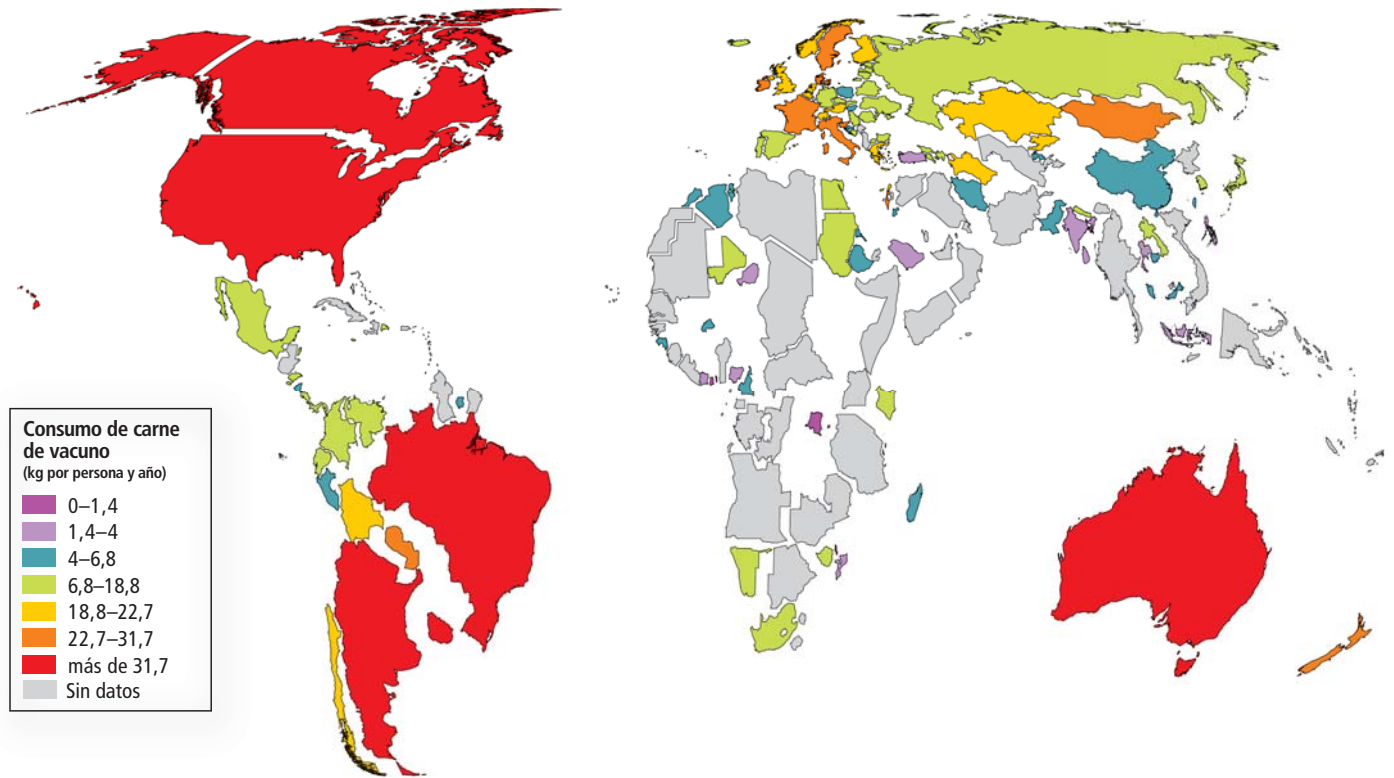 Consumo de carne
de vacuno
(kg por persona y año)
0–1,4
1,4–4
4–6,8
6,8–18,8
18,8–22,7
22,7–31,7
más de 31,7
Sin datos